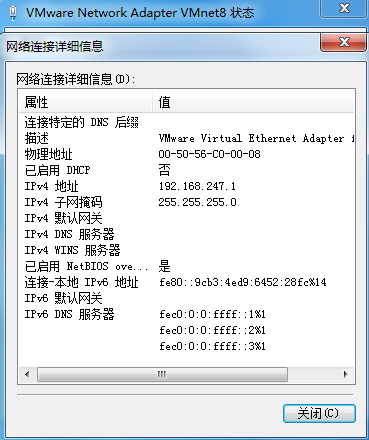 VMware Network Adapter VMnet8 状态
网络连接详细信息
网络连接详细信息(D):
属性 值
连接特定的 DNS 后缀
描述 VMware Virtual Ethernet Adapter
物理地址 00-50-56-C0-00-08
已启用 DHCP 否
IPv4 地址 192.168.247.1
IPv4 子网掩码 255.255.255.0
IPv4 默认网关
IPv4 DNS 服务器
IPv4 WINS 服务器
已启用 NetBIOS ove... 是
连接-本地 IPv6 地址 fe80::9cb3:4ed9:6452:28fc%14
IPv6 默认网关
IPv6 DNS 服务器 fec0:0:0:ffff::1%1
fec0:0:0:ffff::2%1
fec0:0:0:ffff::3%1
关闭(C)